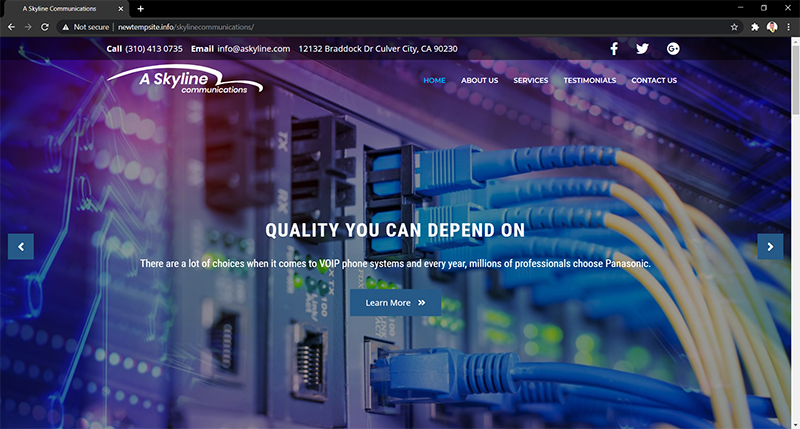 A Skyline Communications
Not secure | newtempsite.info/skylinecommunications/
Call (310) 413 0735 Email info@askyline.com 12132 Braddock Dr Culver City, CA 90230
A Skyline
communications
HOME ABOUT US SERVICES TESTIMONIALS CONTACT US
TX
RX
QUALITY YOU CAN DEPEND ON
There are a lot of choices when it comes to VOIP phone systems and every year, millions of professionals choose Panasonic.
Learn More